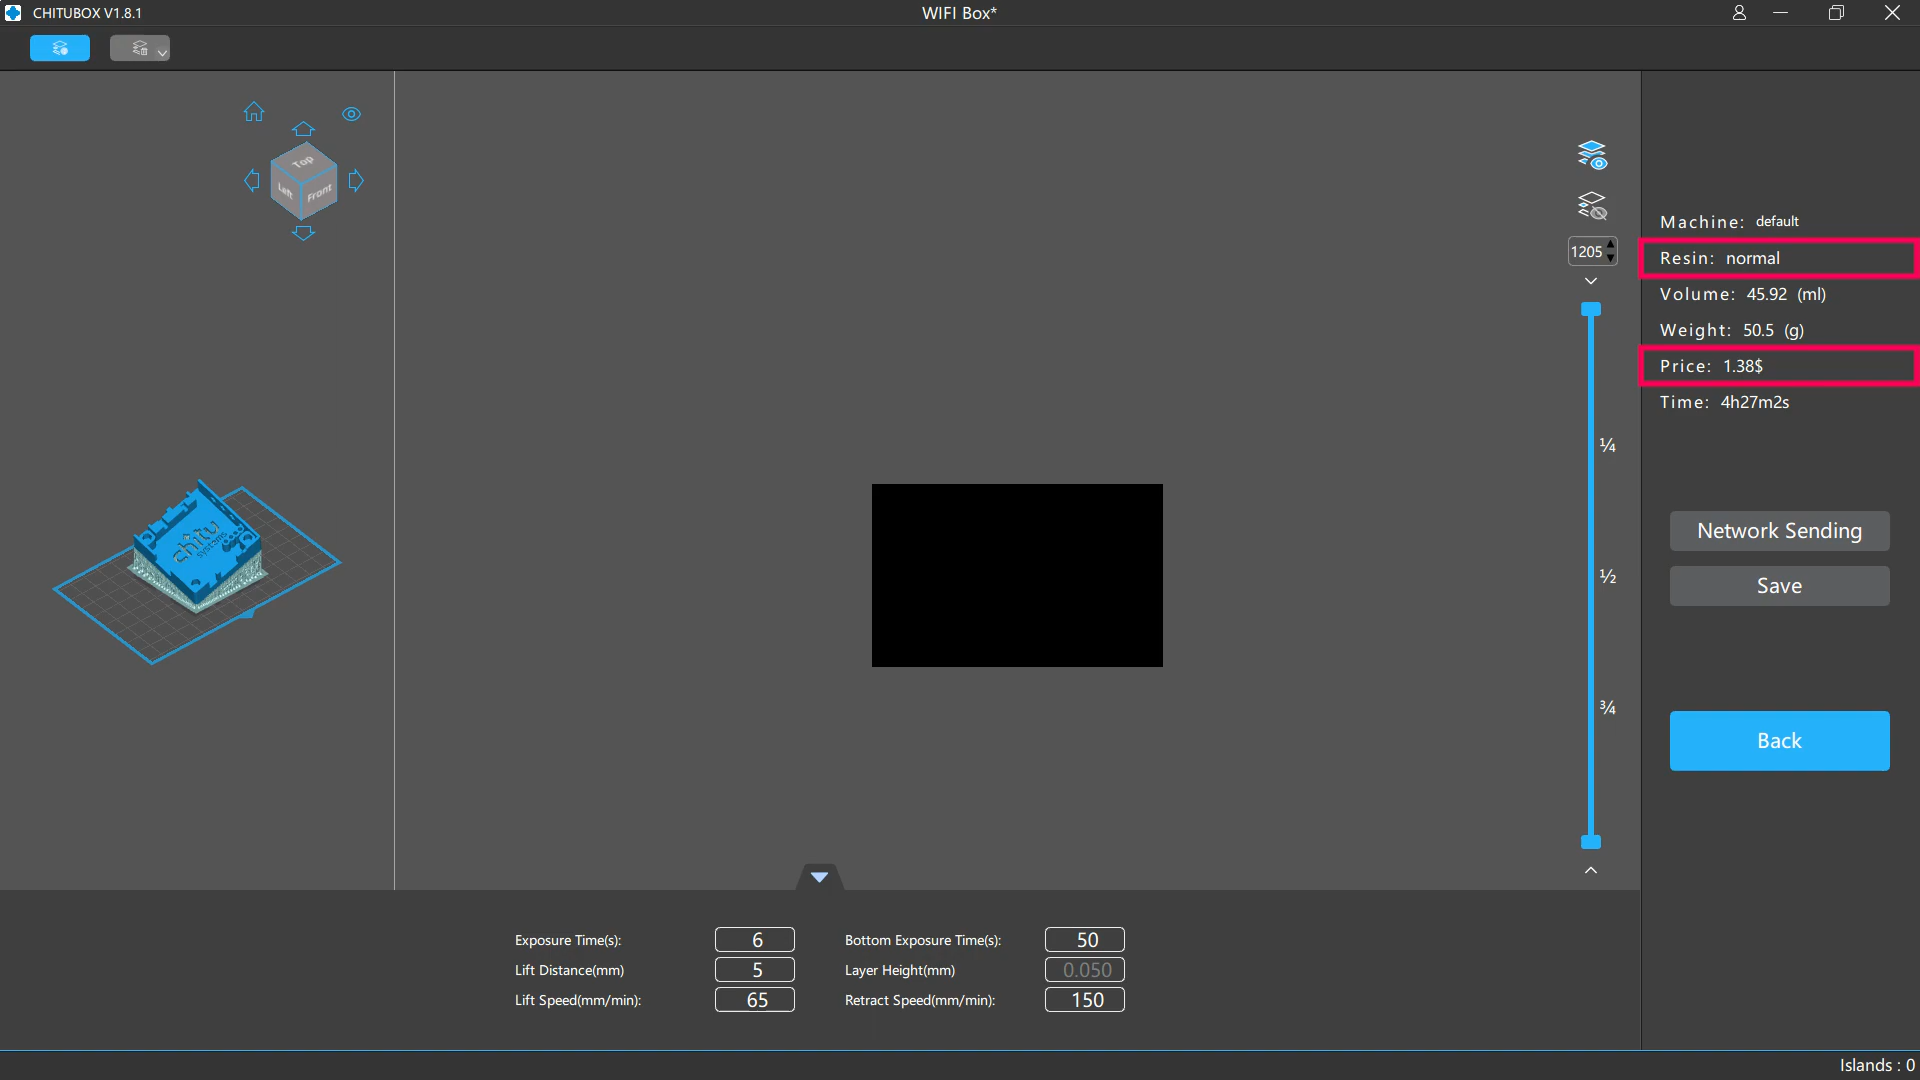 CHITUBOX V1.8.1
WIFI Box*
Top
Left
Front
1205
¼
½
¾
chitu
systems
Machine: default
Resin: normal
Volume: 45.92 (ml)
Weight: 50.5 (g)
Price: 1.38$
Time: 4h27m2s
Network Sending
Save
Back
Exposure Time(s): 6 Bottom Exposure Time(s): 50
Lift Distance(mm) 5 Layer Height(mm) 0.050
Lift Speed(mm/min): 65 Retract Speed(mm/min): 150
Islands : 0